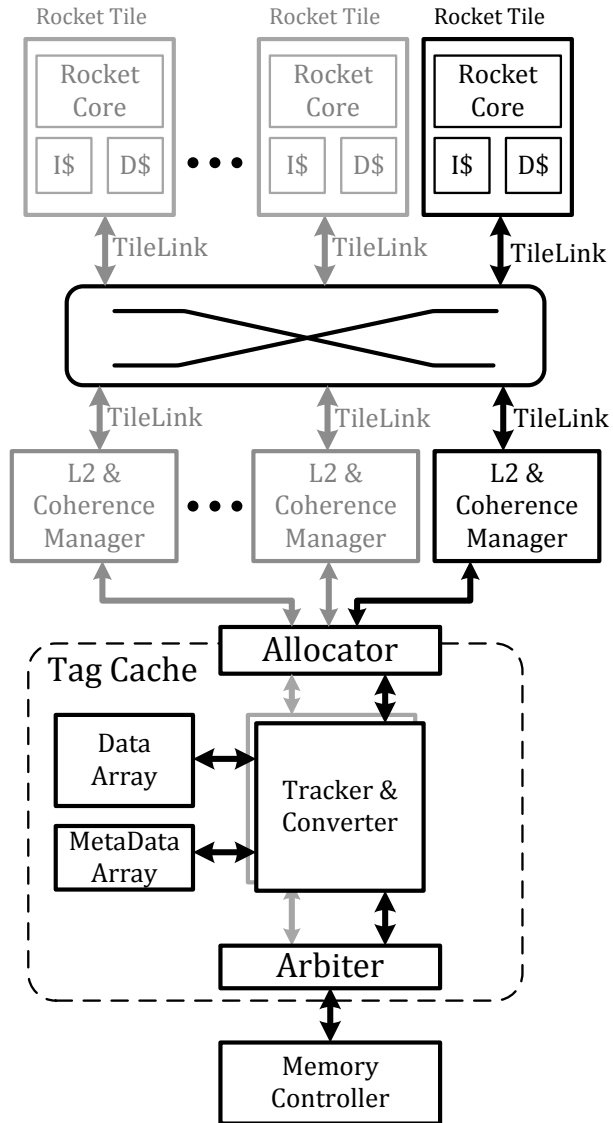 Rocket Tile
Rocket Tile
Rocket Tile
Rocket
Core
Rocket
Core
Rocket
Core
I$
D$
I$
D$
I$
D$
TileLink
TileLink
TileLink
TileLink
TileLink
TileLink
L2 &
Coherence
Manager
L2 &
Coherence
Manager
L2 &
Coherence
Manager
Allocator
Tag Cache
Data
Array
Tracker &
Converter
MetaData
Array
Arbiter
Memory
Controller